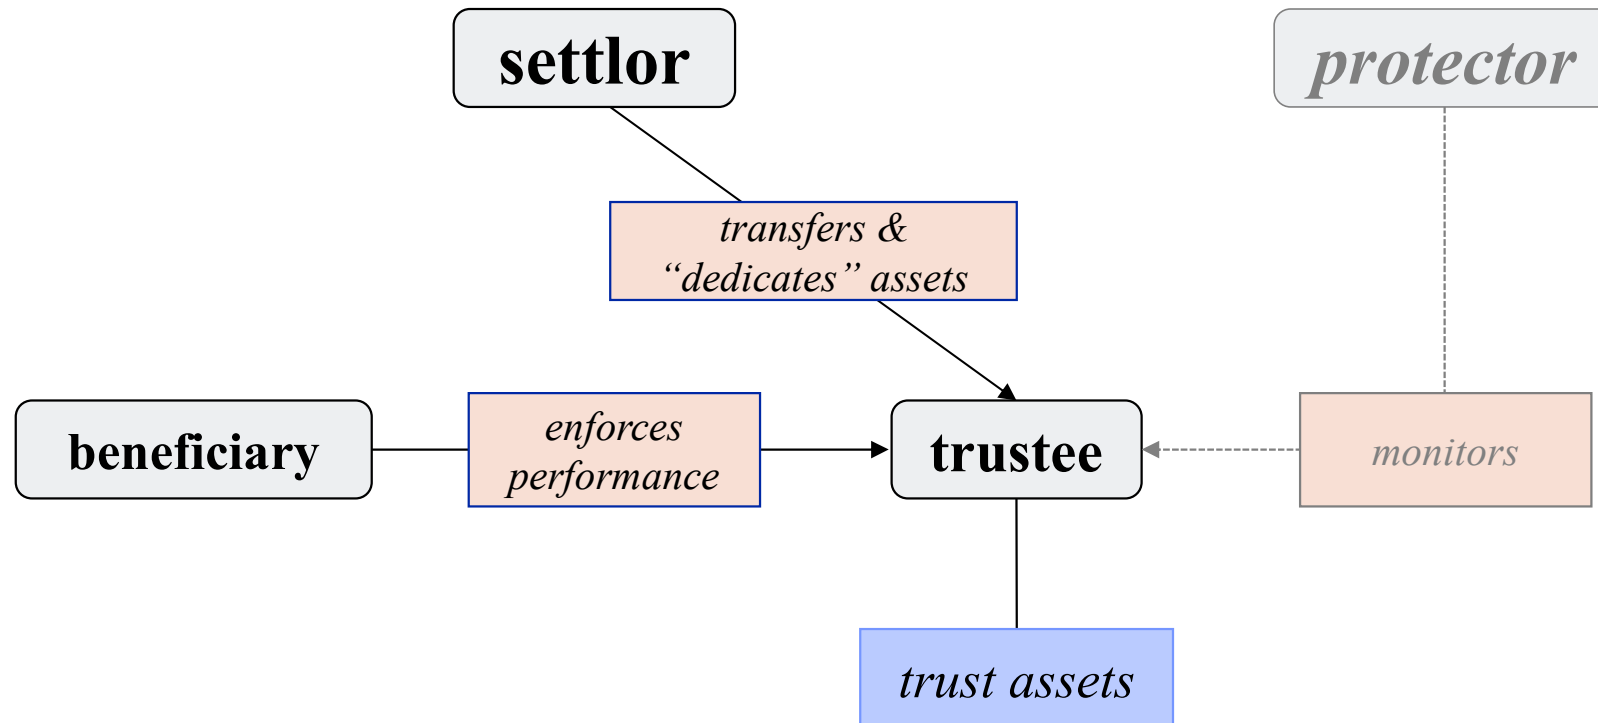 settlor
protector
transfers &
“dedicates” assets
beneficiary
enforces
performance
trustee
monitors
trust assets